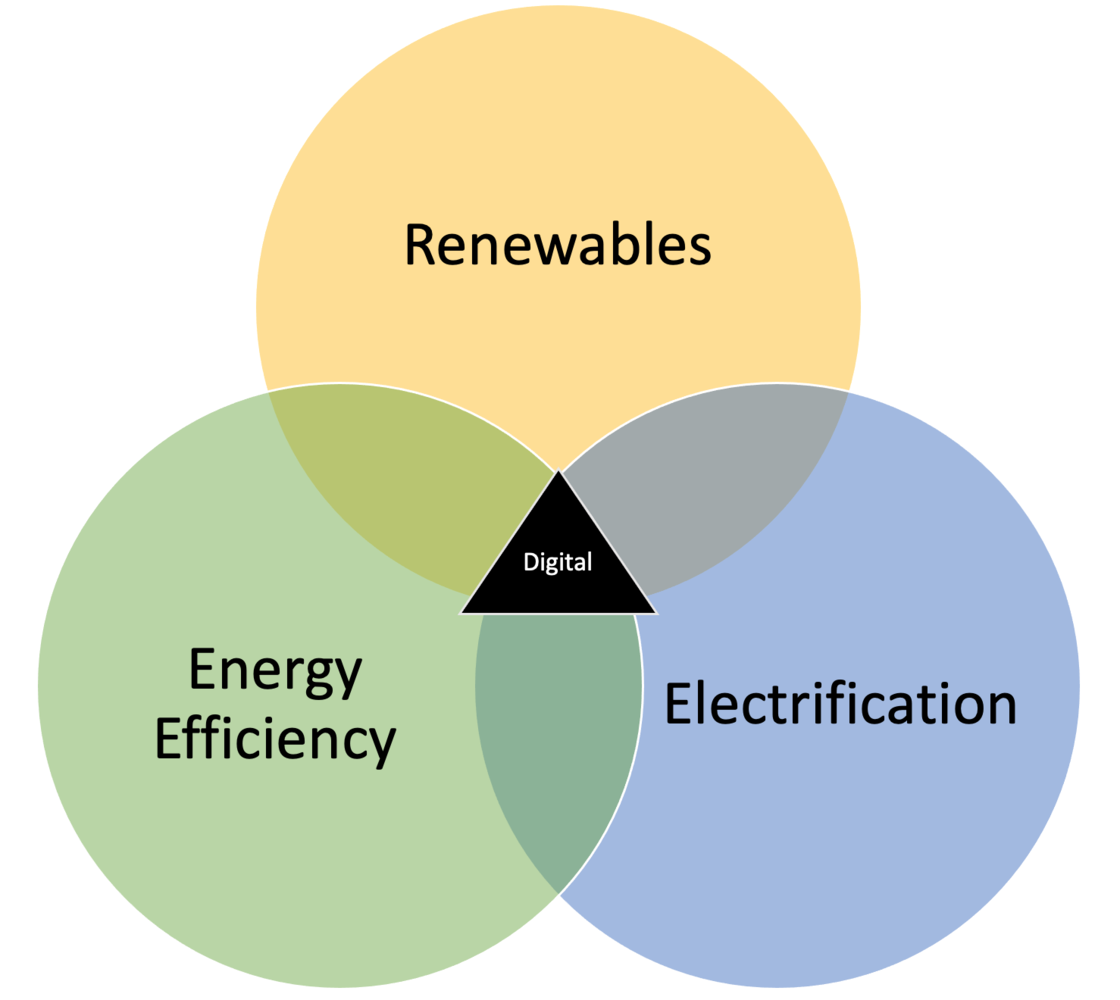 Renewables
Digital
Energy
Efficiency
Electrification